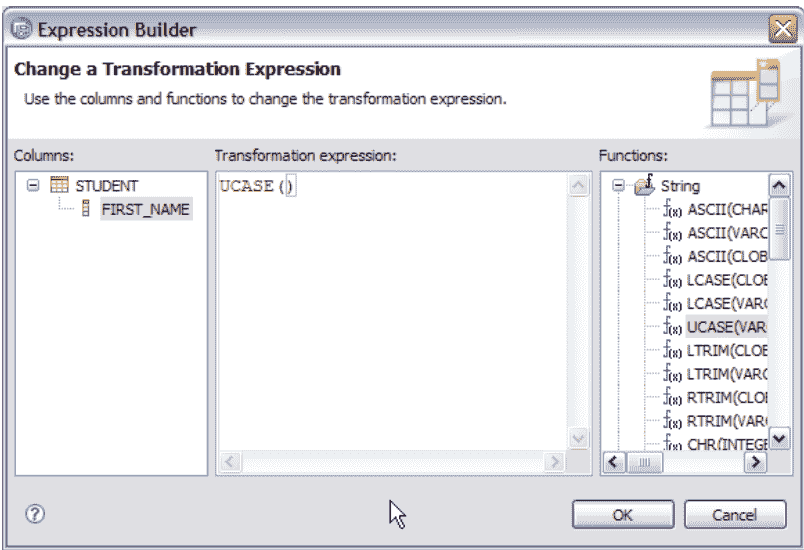 Expression Builder
Change a Transformation Expression
Use the columns and functions to change the transformation expression.
Columns:
Transformation expression:
Functions:
STUDENT
FIRST_NAME
UCASE ()
String
ASCII(CHAR
ASCII(VARC
ASCII(CLOB
LCASE(CLOB
LCASE(VARC
UCASE(VAR
LTRIM(CLOB
LTRIM(VARC
RTRIM(CLOB
RTRIM(VAR
CHR(INTEGE
OK
Cancel